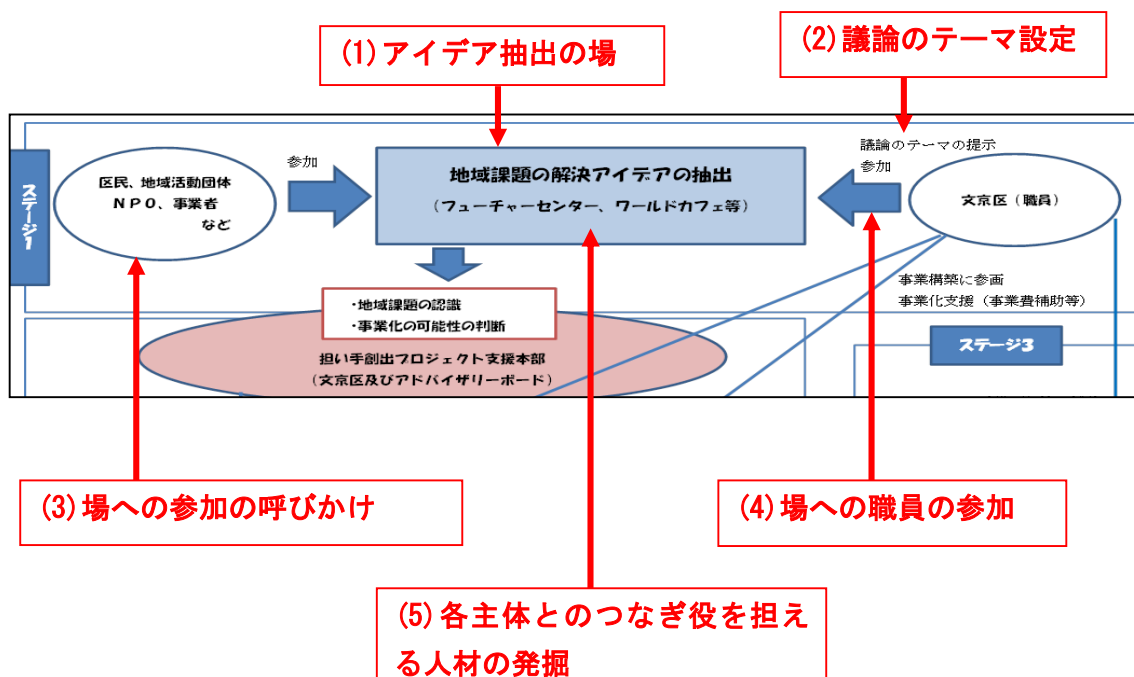 (1)アイデア抽出の場
(2)議論のテーマ設定
ステージ1
区民、地域活動団体
NPO、事業者
など
参加
地域課題の解決アイデアの抽出
(フューチャーセンター、ワールドカフェ等)
議論のテーマの提示
参加
文京区(職員)
・地域課題の認識
・事業化の可能性の判断
担い手創出プロジェクト支援本部
(文京区及びアドバイザリーボード)
事業構築に参画
事業化支援(事業費補助等)
ステージ3
(3)場への参加の呼びかけ
(4)場への職員の参加
(5)各主体とのつなぎ役を担え
る人材の発掘